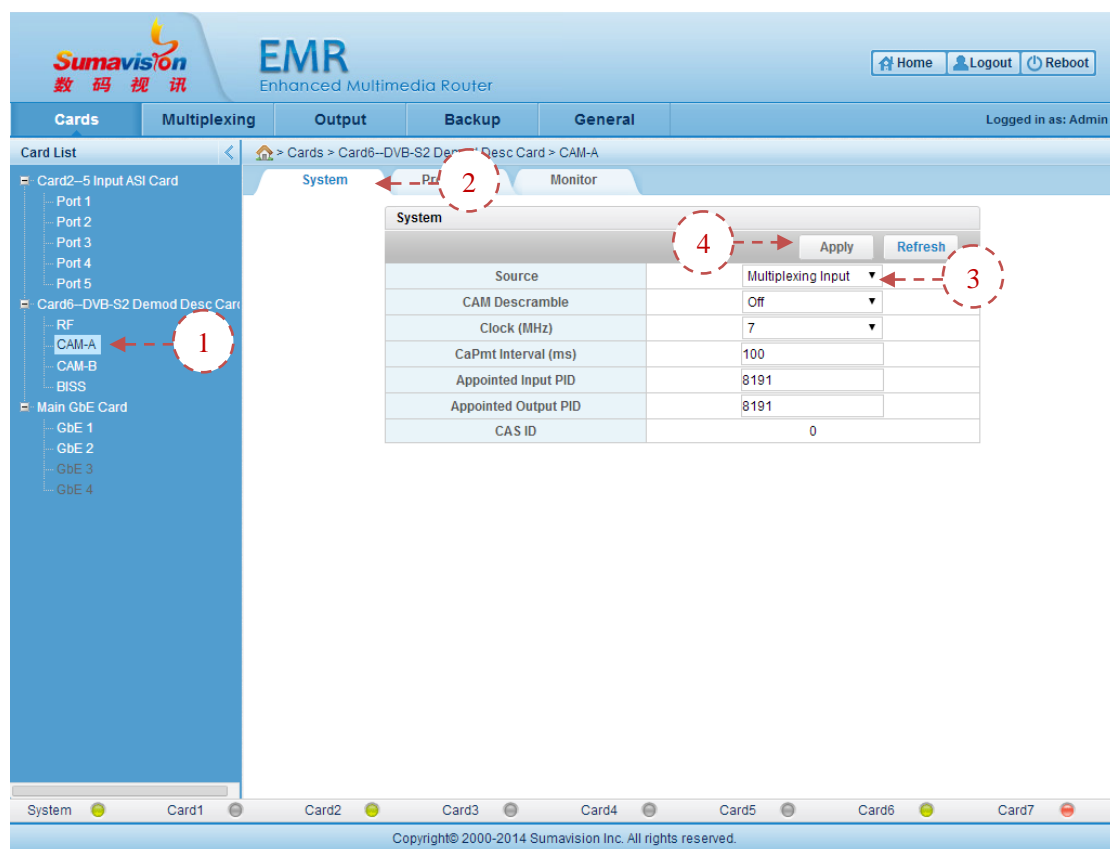 Sumavision
数 码 视 讯
EMR
Enhanced Multimedia Router
Home Logout Reboot
Cards Multiplexing Output Backup General Logged in as: Admin
Card List > Cards > Card6--DVB-S2 Demod Desc Card > CAM-A
System 2 Monitor
Card2--5 Input ASI Card
Port 1
Port 2
Port 3
Port 4
Port 5
Card6--DVB-S2 Demod Desc Card
RF
CAM-A 1
CAM-B
BISS
Main GbE Card
GbE 1
GbE 2
GbE 3
GbE 4
System
4 Apply Refresh
Source Multiplexing Input 3
CAM Descramble Off
Clock (MHz) 7
CaPmt Interval (ms) 100
Appointed Input PID 8191
Appointed Output PID 8191
CAS ID 0
System Card1 Card2 Card3 Card4 Card5 Card6 Card7
Copyright© 2000-2014 Sumavision Inc. All rights reserved.